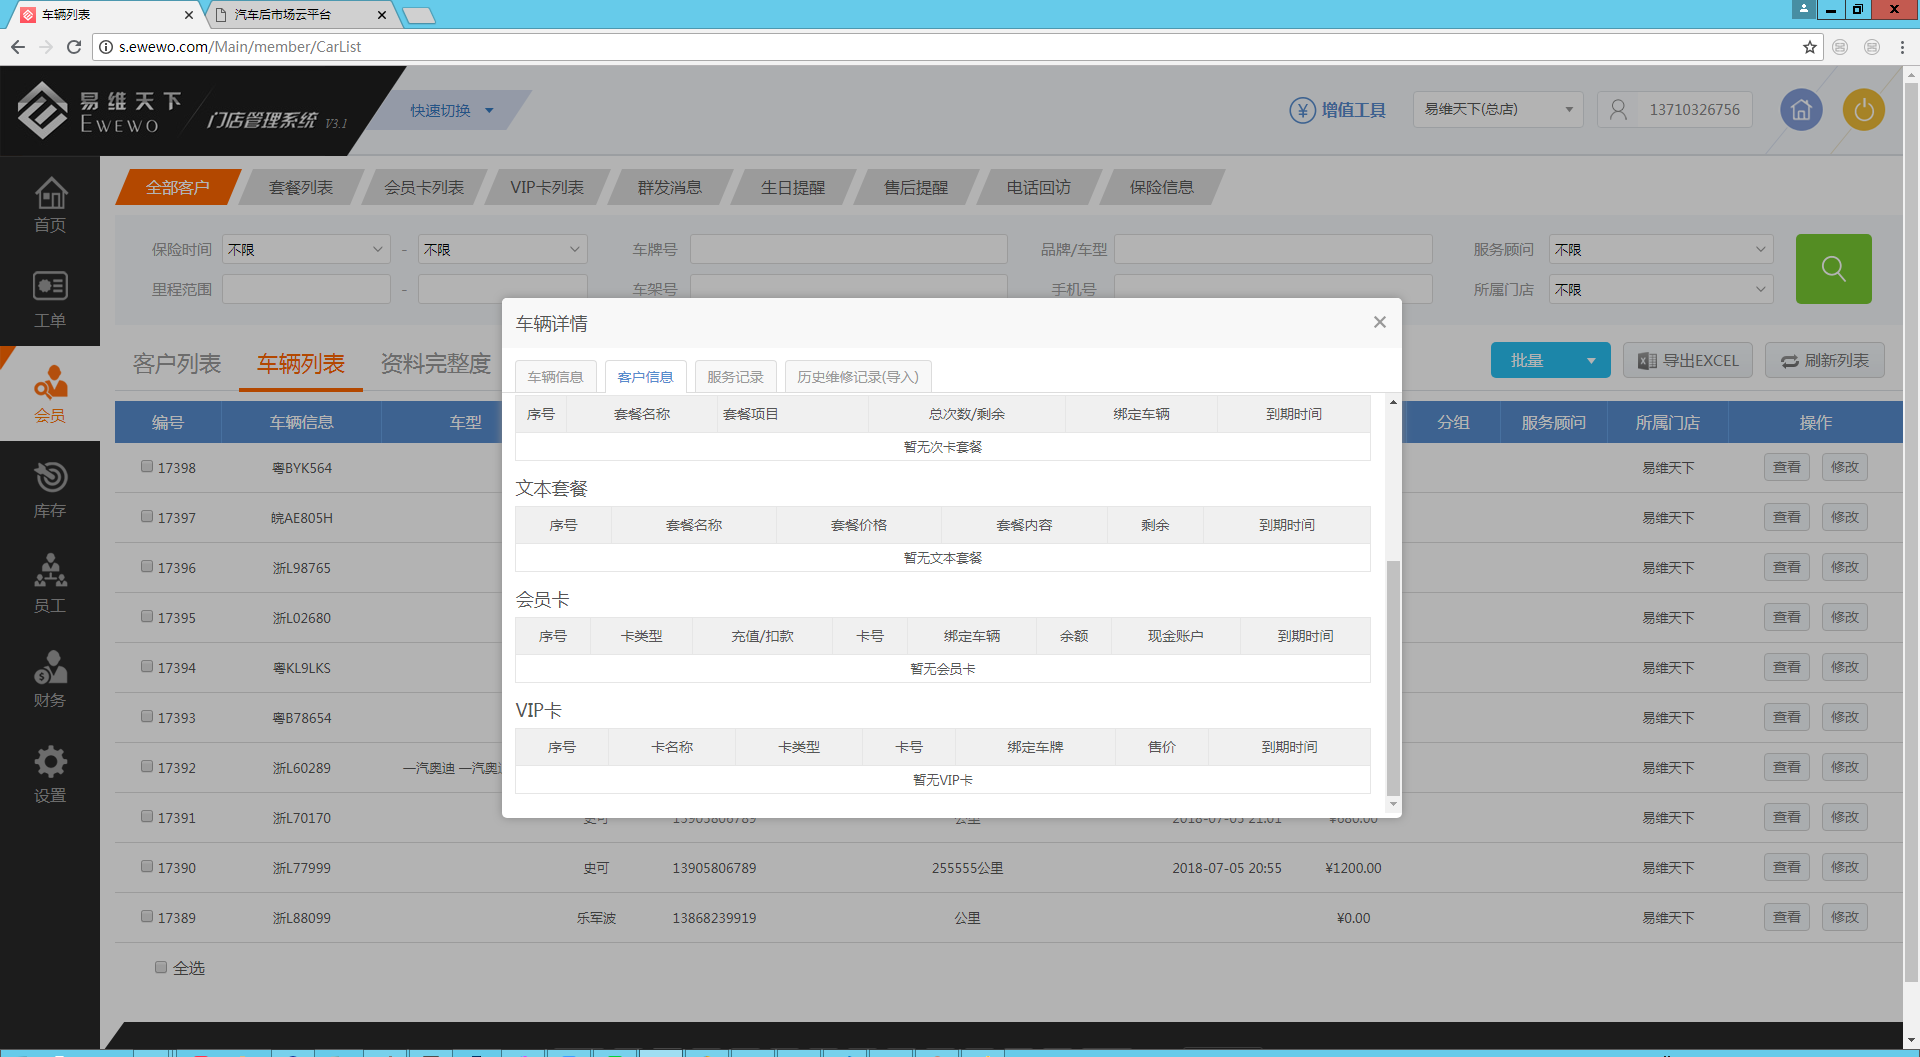 车辆列表
汽车后市场云平台
s.ewewo.com/Main/member/CarList
易维天下
EWEWO
门店管理系统 V3.1
快速切换
增值工具
易维天下(总店)
13710326756
首页
工单
会员
库存
员工
财务
设置
全部客户 套餐列表 会员卡列表 VIP卡列表 群发消息 生日提醒 售后提醒 电话回访 保险信息
保险时间 不限 - 不限 车牌号 品牌/车型 服务顾问 不限
里程范围 - 车架号 手机号 所属门店 不限
客户列表 车辆列表 资料完整度 批量 导出EXCEL 刷新列表
编号 车辆信息 车型 分组 服务顾问 所属门店 操作
17398 粤BYK564 易维天下 查看 修改
17397 皖AE805H 易维天下 查看 修改
17396 浙L98765 易维天下 查看 修改
17395 浙L02680 易维天下 查看 修改
17394 粤KL9LKS 易维天下 查看 修改
17393 粤B78654 易维天下 查看 修改
17392 浙L60289 一汽奥迪 一汽奥 易维天下 查看 修改
17391 浙L70170 史可 13905806789 公里 2018-07-05 21:01 ¥680.00 易维天下 查看 修改
17390 浙L77999 史可 13905806789 255555公里 2018-07-05 20:55 ¥1200.00 易维天下 查看 修改
17389 浙L88099 乐军波 13868239919 公里 ¥0.00 易维天下 查看 修改
全选
车辆详情
车辆信息 客户信息 服务记录 历史维修记录(导入)
序号 套餐名称 套餐项目 总次数/剩余 绑定车辆 到期时间
暂无次卡套餐
文本套餐
序号 套餐名称 套餐价格 套餐内容 剩余 到期时间
暂无文本套餐
会员卡
序号 卡类型 充值/扣款 卡号 绑定车辆 余额 现金账户 到期时间
暂无会员卡
VIP卡
序号 卡名称 卡类型 卡号 绑定车牌 售价 到期时间
暂无VIP卡